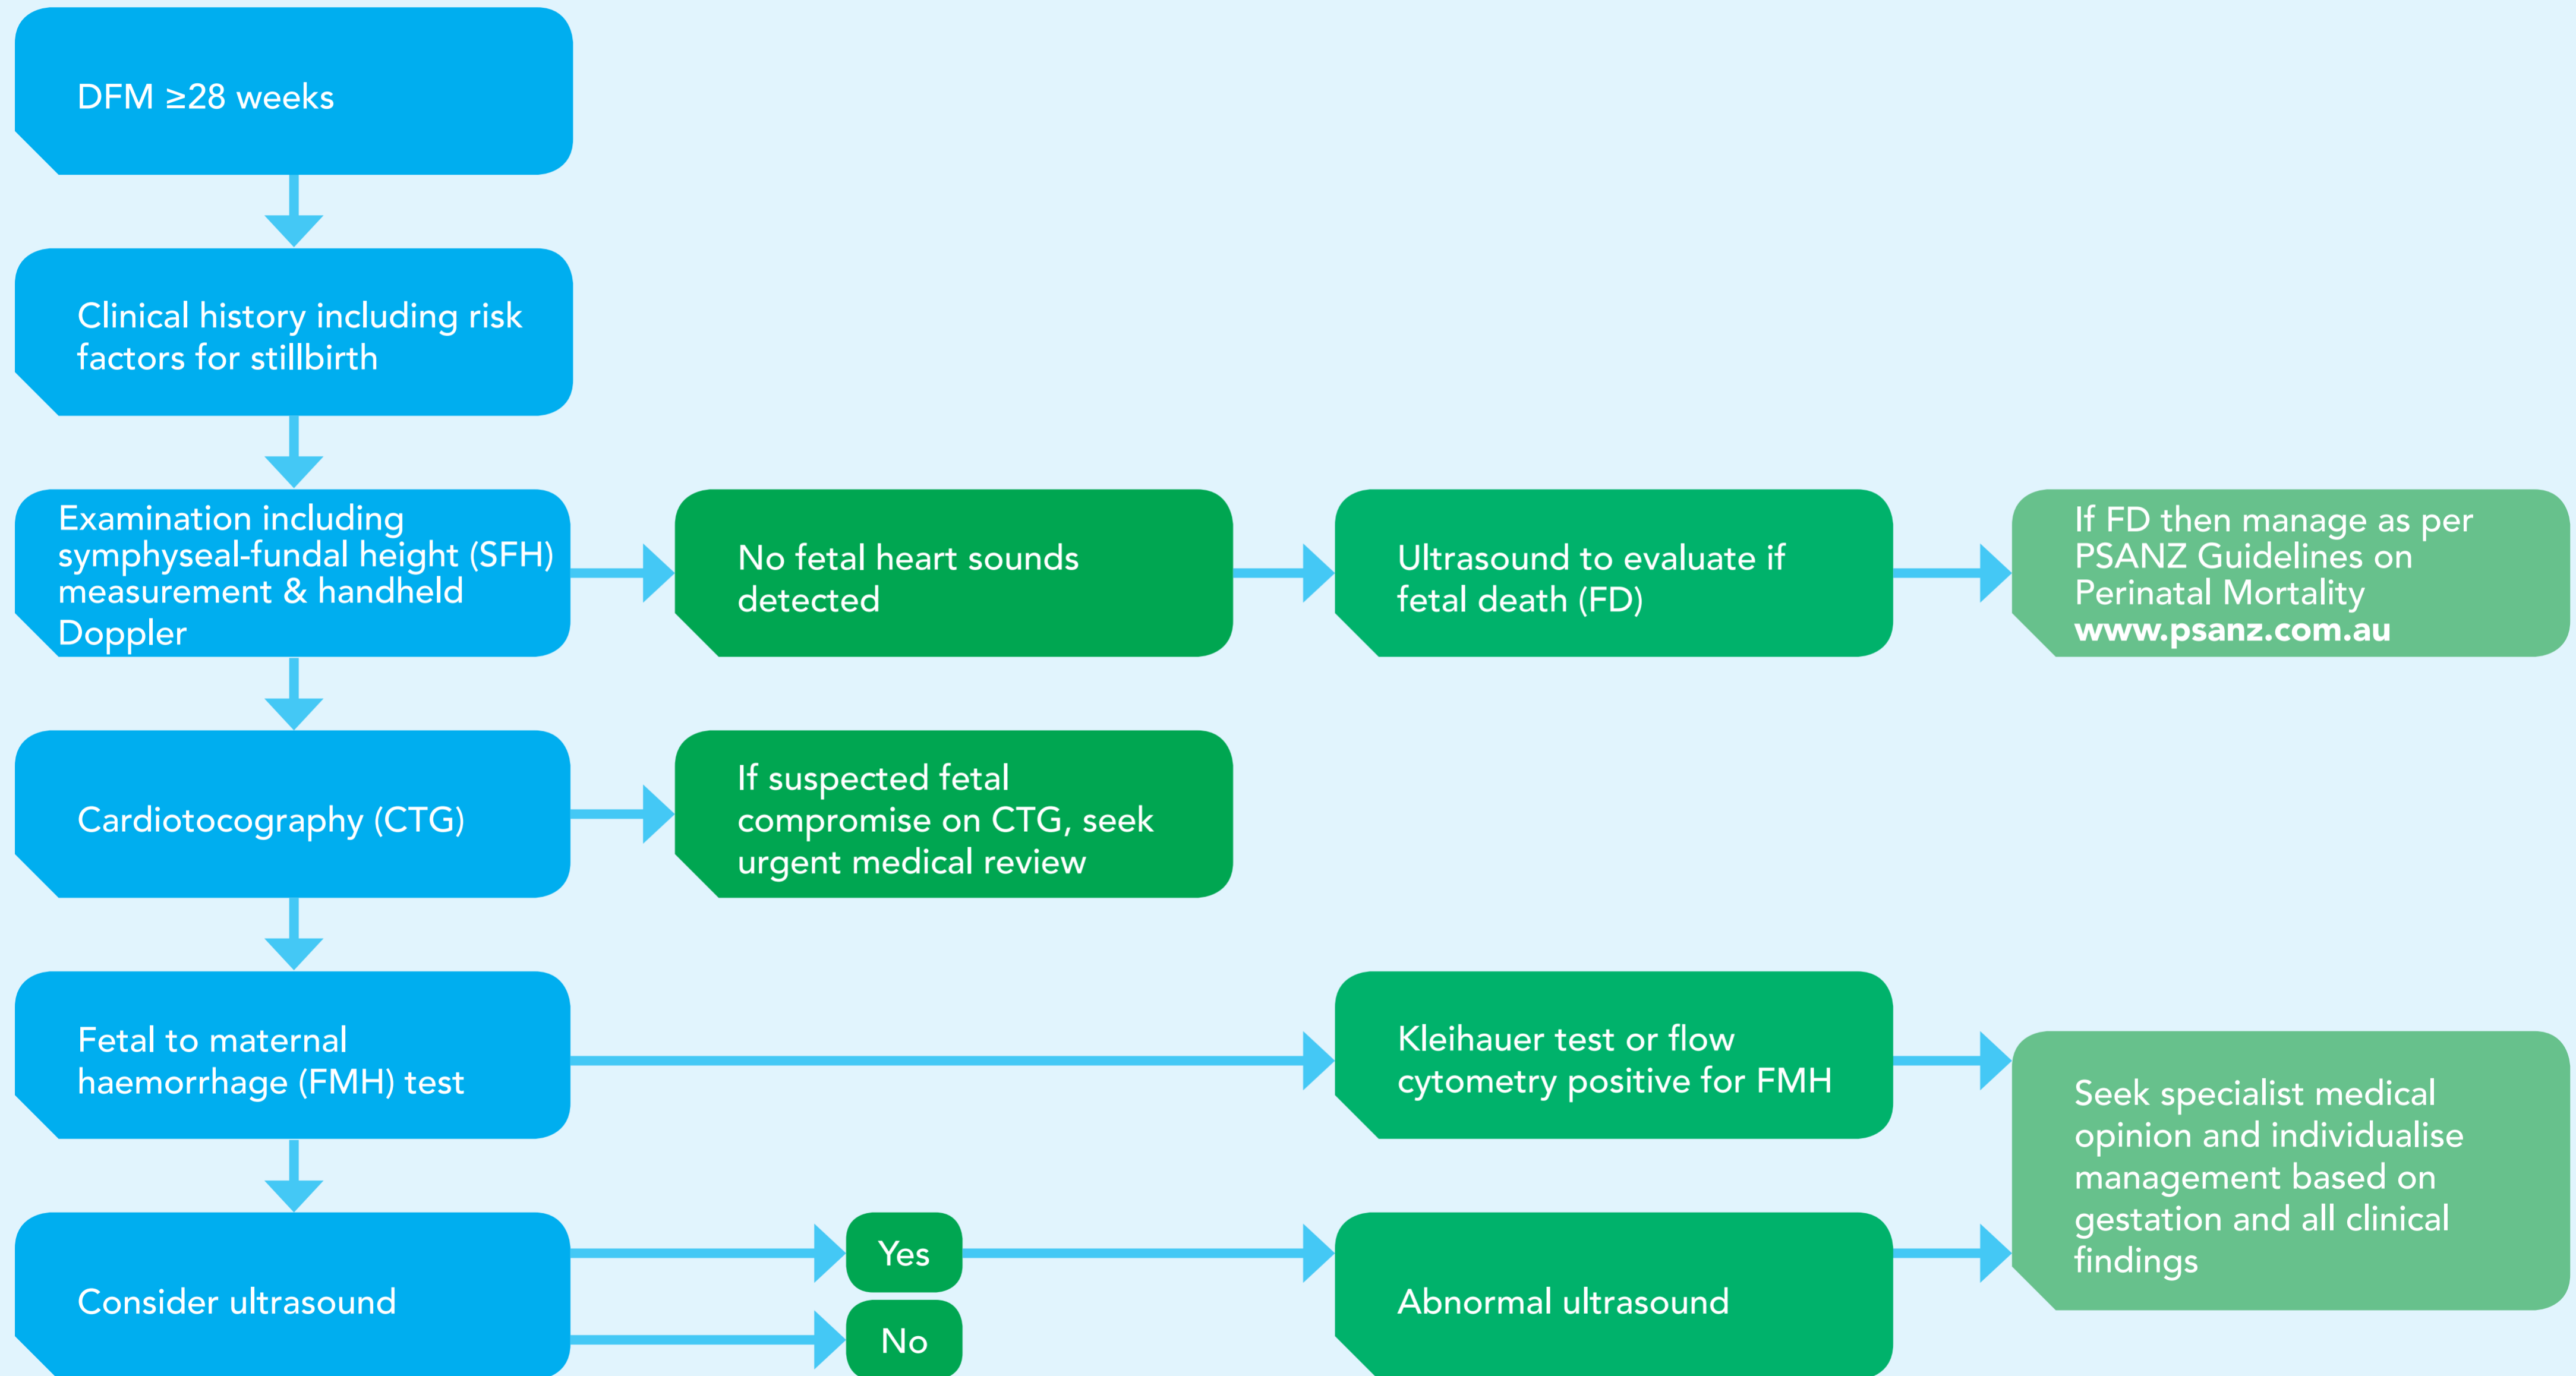 DFM ≥28 weeks
Clinical history including risk
factors for stillbirth
Examination including
symphyseal-fundal height (SFH)
measurement & handheld
Doppler
No fetal heart sounds
detected
Ultrasound to evaluate if
fetal death (FD)
If FD then manage as per
PSANZ Guidelines on
Perinatal Mortality
www.psanz.com.au
Cardiotocography (CTG)
If suspected fetal
compromise on CTG, seek
urgent medical review
Fetal to maternal
haemorrhage (FMH) test
Kleihauer test or flow
cytometry positive for FMH
Seek specialist medical
opinion and individualise
management based on
gestation and all clinical
findings
Consider ultrasound
Yes
No
Abnormal ultrasound